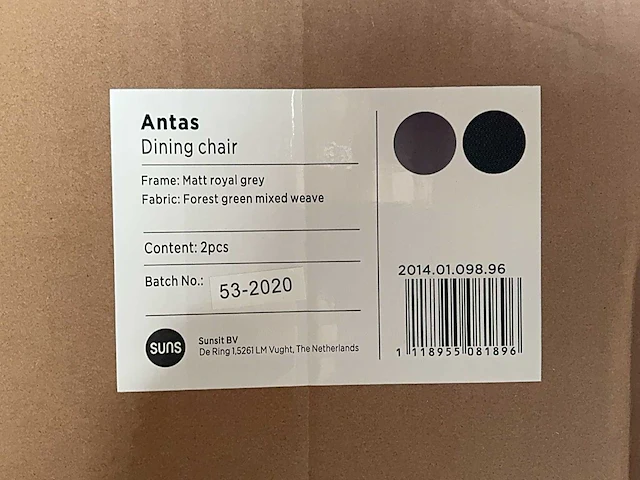 Antas
Dining chair
Frame: Matt royal grey
Fabric: Forest green mixed weave
Content: 2pcs
Batch No.: 53-2020
suns
Sunsit BV
De Ring 1,5261 LM Vught, The Netherlands
2014.01.098.96
1 118955 081896